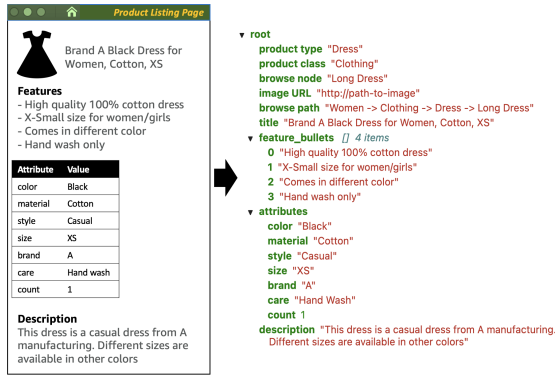 Product Listing Page
Brand A Black Dress for
Women, Cotton, XS
Features
- High quality 100% cotton dress
- X-Small size for women/girls
- Comes in different color
- Hand wash only
Attribute Value
color Black
material Cotton
style Casual
size XS
brand A
care Hand wash
count 1
Description
This dress is a casual dress from A
manufacturing. Different sizes are
available in other colors
root
product type "Dress"
product class "Clothing"
browse node "Long Dress"
image URL "http://path-to-image"
browse path "Women -> Clothing -> Dress -> Long Dress"
title "Brand A Black Dress for Women, Cotton, XS"
feature_bullets [] 4 items
0 "High quality 100% cotton dress"
1 "X-Small size for women/girls"
2 "Comes in different color"
3 "Hand wash only"
attributes
color "Black"
material "Cotton"
style "Casual"
size "XS"
brand "A"
care "Hand Wash"
count 1
description "This dress is a casual dress from A manufacturing.
Different sizes are available in other colors"